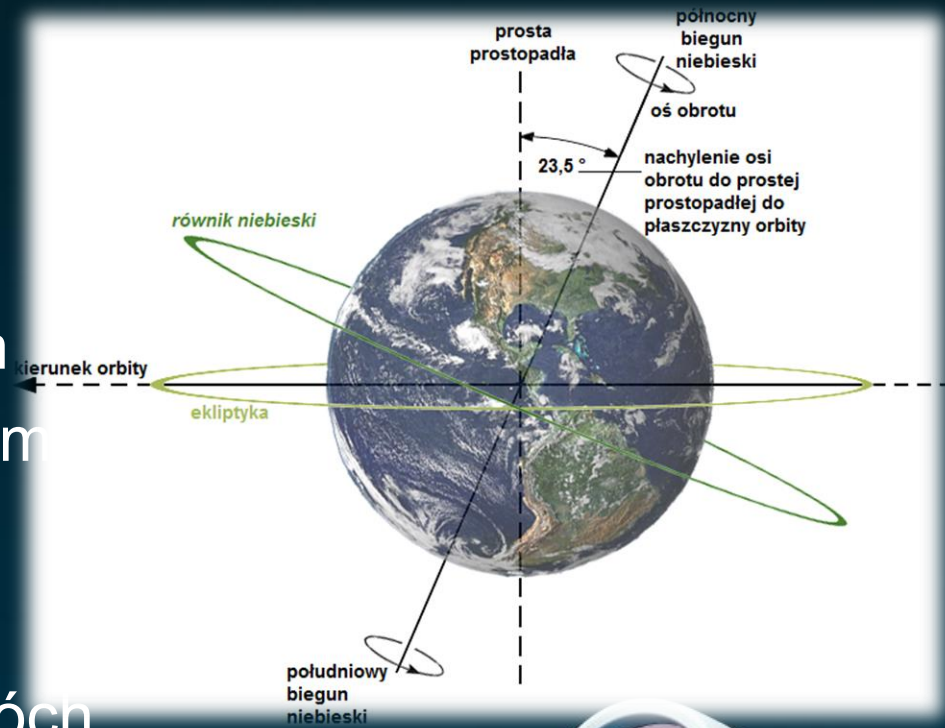 północny
biegun
niebieski
prosta
prostopadła
oś obrotu
23,5 °
nachylenie osi
obrotu do prostej
prostopadłej do
płaszczyzny orbity
równik niebieski
kierunek orbity
ekliptyka
południowy
biegun
niebieski